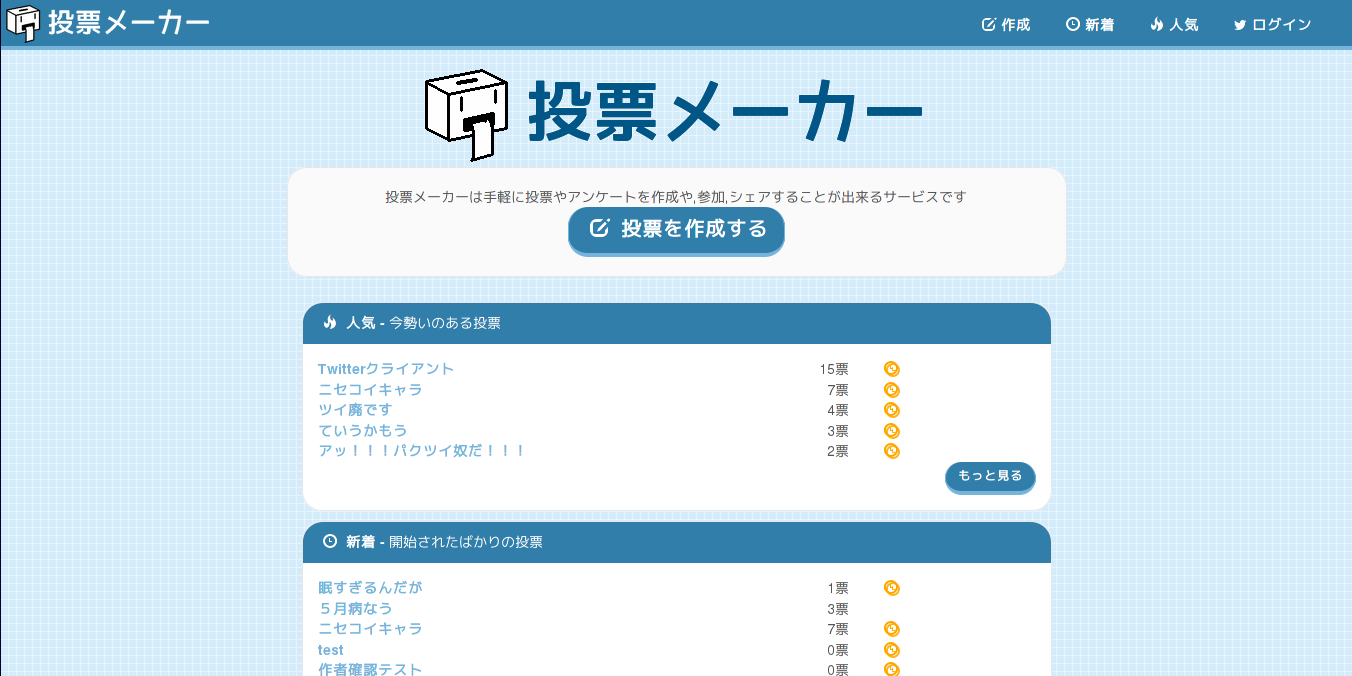 投票メーカー 作成 新着 人気 ログイン
投票メーカー
投票メーカーは手軽に投票やアンケートを作成や,参加,シェアすることが出来るサービスです
投票を作成する
人気 - 今勢いのある投票
Twitterクライアント 15票
ニセコイキャラ 7票
ツイ廃です 4票
ていうかもう 3票
アッ！！！パクツイ奴だ！！！ 2票
もっと見る
新着 - 開始されたばかりの投票
眠すぎるんだが 1票
５月病なう 3票
ニセコイキャラ 7票
test 0票
作者確認テスト 0票